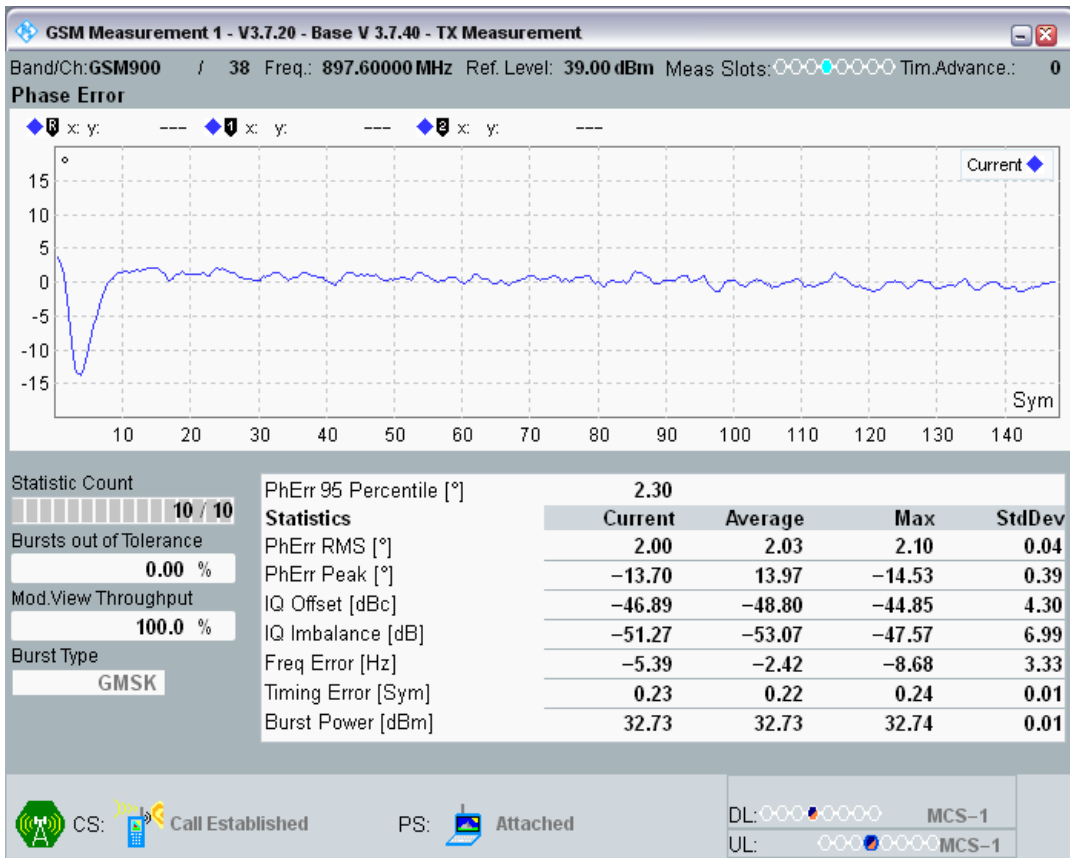 GSM Measurement 1 - V3.7.20 - Base V 3.7.40 - TX Measurement
Band/Ch:GSM900 / 38 Freq.: 897.60000 MHz Ref. Level: 39.00 dBm Meas Slots: Tim.Advance.: 0
Phase Error
R x: y: --- 1 x: y: --- 2 x: y: ---
° Current
15
10
5
0
-5
-10
-15
Sym
10 20 30 40 50 60 70 80 90 100 110 120 130 140
Statistic Count
10 / 10
Bursts out of Tolerance
0.00 %
Mod.View Throughput
100.0 %
Burst Type
GMSK
PhErr 95 Percentile [°] 2.30
Statistics Current Average Max StdDev
PhErr RMS [°] 2.00 2.03 2.10 0.04
PhErr Peak [°] −13.70 13.97 −14.53 0.39
IQ Offset [dBc] −46.89 −48.80 −44.85 4.30
IQ Imbalance [dB] −51.27 −53.07 −47.57 6.99
Freq Error [Hz] −5.39 −2.42 −8.68 3.33
Timing Error [Sym] 0.23 0.22 0.24 0.01
Burst Power [dBm] 32.73 32.73 32.74 0.01
CS: Call Established PS: Attached
DL: MCS−1
UL: MCS−1